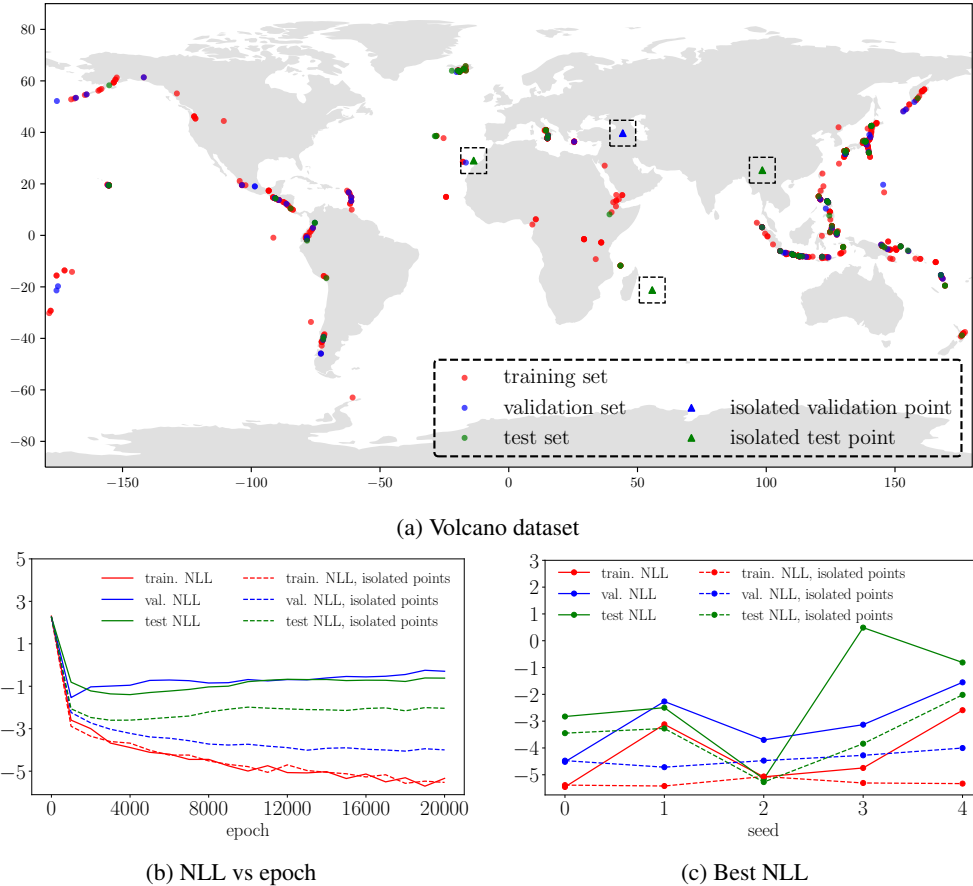 80
60
40
20
0
−20
−40
−60
−80
−150
−100
−50
0
50
100
150
training set
validation set
test set
isolated validation point
isolated test point
(a) Volcano dataset
5
3
1
−1
−3
−5
0
4000
8000
12000
16000
20000
epoch
train. NLL
val. NLL
test NLL
train. NLL, isolated points
val. NLL, isolated points
test NLL, isolated points
(b) NLL vs epoch
3
2
1
0
−1
−2
−3
−4
−5
0
1
2
3
4
seed
train. NLL
val. NLL
test NLL
train. NLL, isolated points
val. NLL, isolated points
test NLL, isolated points
(c) Best NLL